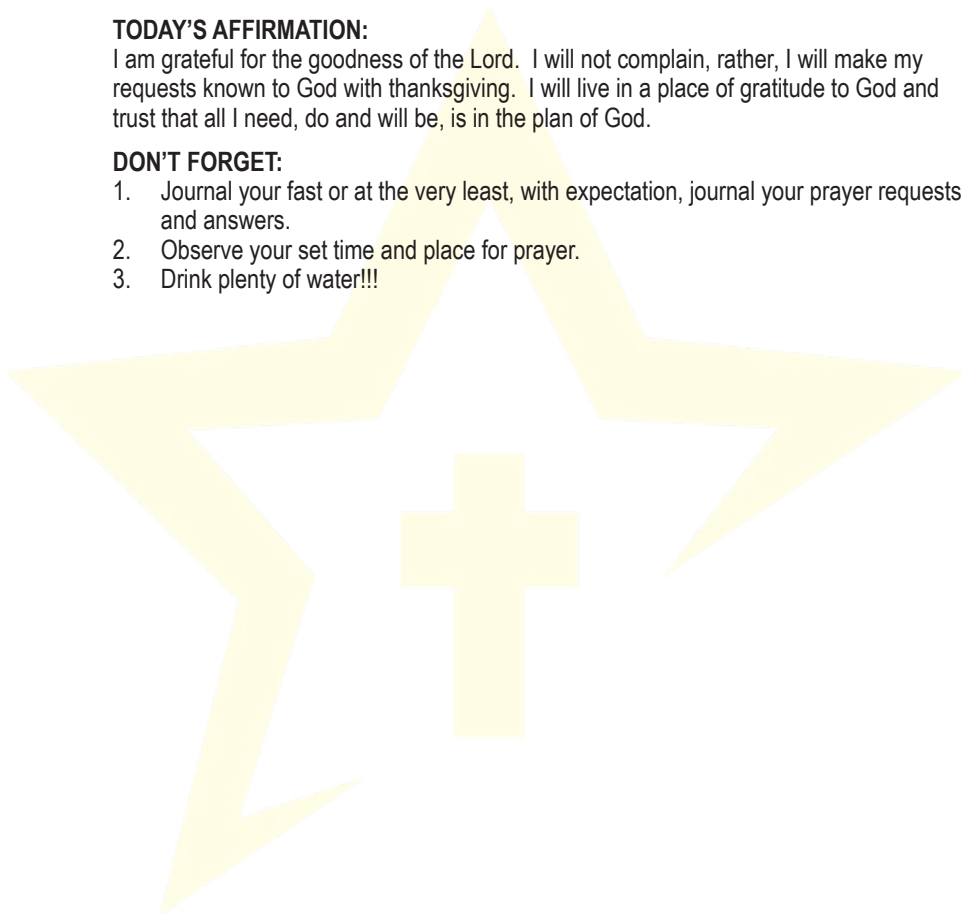 TODAY’S AFFIRMATION:
I am grateful for the goodness of the Lord.  I will not complain, rather, I will make my
requests known to God with thanksgiving.  I will live in a place of gratitude to God and
trust that all I need, do and will be, is in the plan of God.
DON’T FORGET:
1. Journal your fast or at the very least, with expectation, journal your prayer requests
and answers.
2. Observe your set time and place for prayer.
3. Drink plenty of water!!!